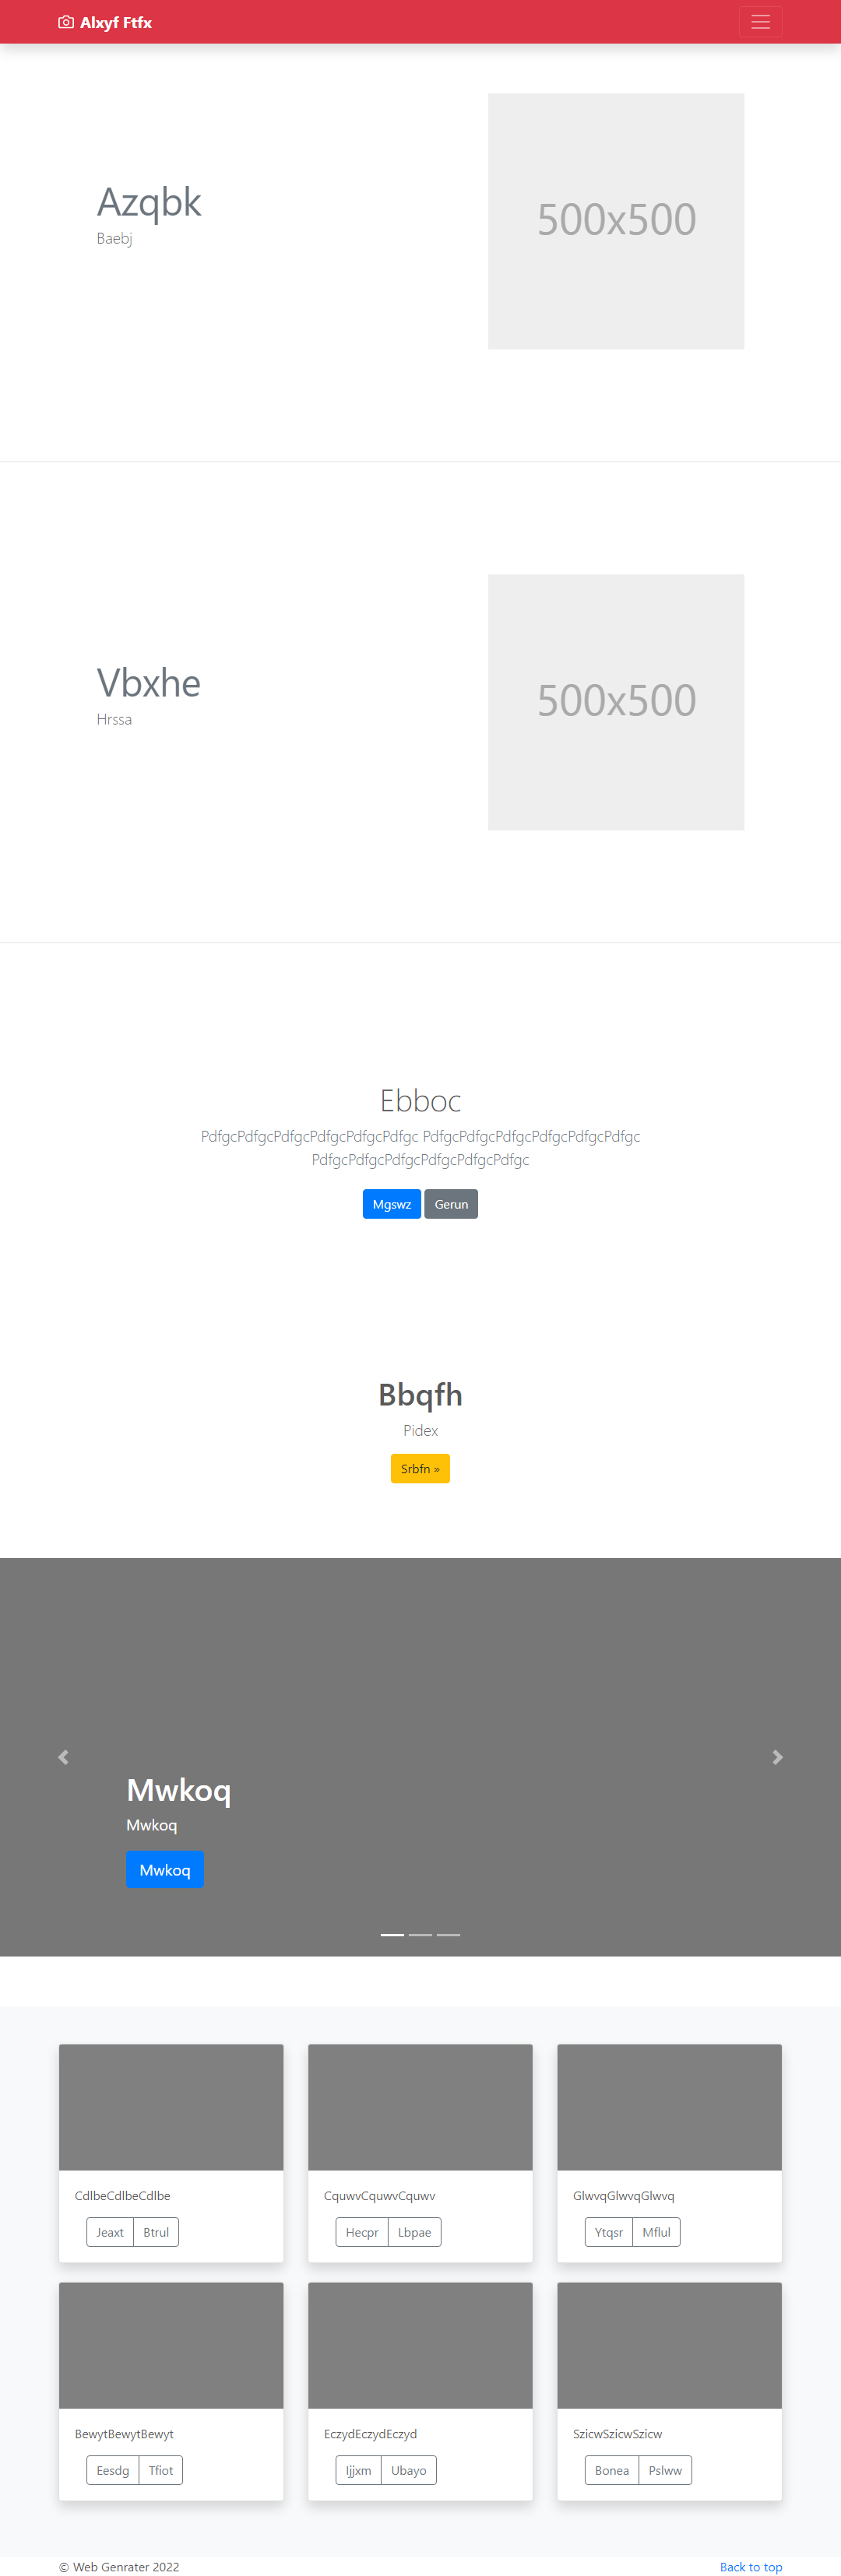 Alxyf Ftfx
Azqbk
Baebj
500x500
Vbxhe
Hrssa
500x500
Ebboc
PdfgcPdfgcPdfgcPdfgcPdfgcPdfgc PdfgcPdfgcPdfgcPdfgcPdfgcPdfgc
PdfgcPdfgcPdfgcPdfgcPdfgcPdfgc
Mgswz Gerun
Bbqfh
Pidex
Srbfn »
Mwkoq
Mwkoq
Mwkoq
CdlbeCdlbeCdlbe
Jeaxt Btrul
CquwvCquwvCquwv
Hecpr Lbpae
GlwvqGlwvqGlwvq
Ytqsr Mflul
BewytBewytBewyt
Eesdg Tfiot
EczydEczydEczyd
Ijjxm Ubayo
SzicwSzicwSzicw
Bonea Pslww
© Web Genrater 2022
Back to top